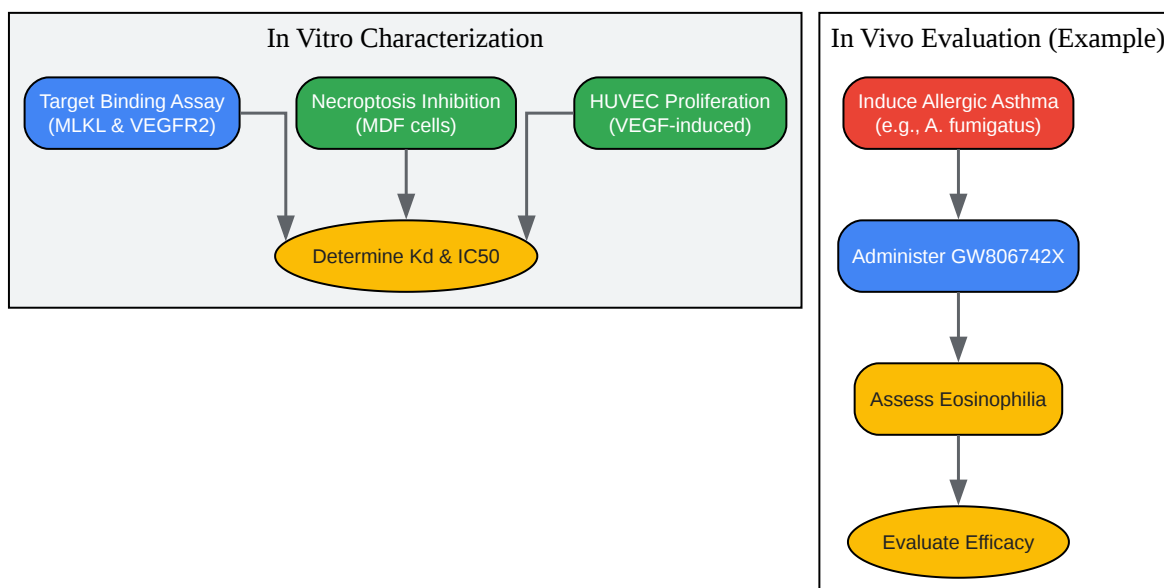 In Vitro Characterization
Target Binding Assay
(MLKL & VEGFR2)
Necroptosis Inhibition
(MDF cells)
HUVEC Proliferation
(VEGF-induced)
Determine Kd & IC50
In Vivo Evaluation (Example)
Induce Allergic Asthma
(e.g., A. fumigatus)
Administer GW806742X
Assess Eosinophilia
Evaluate Efficacy